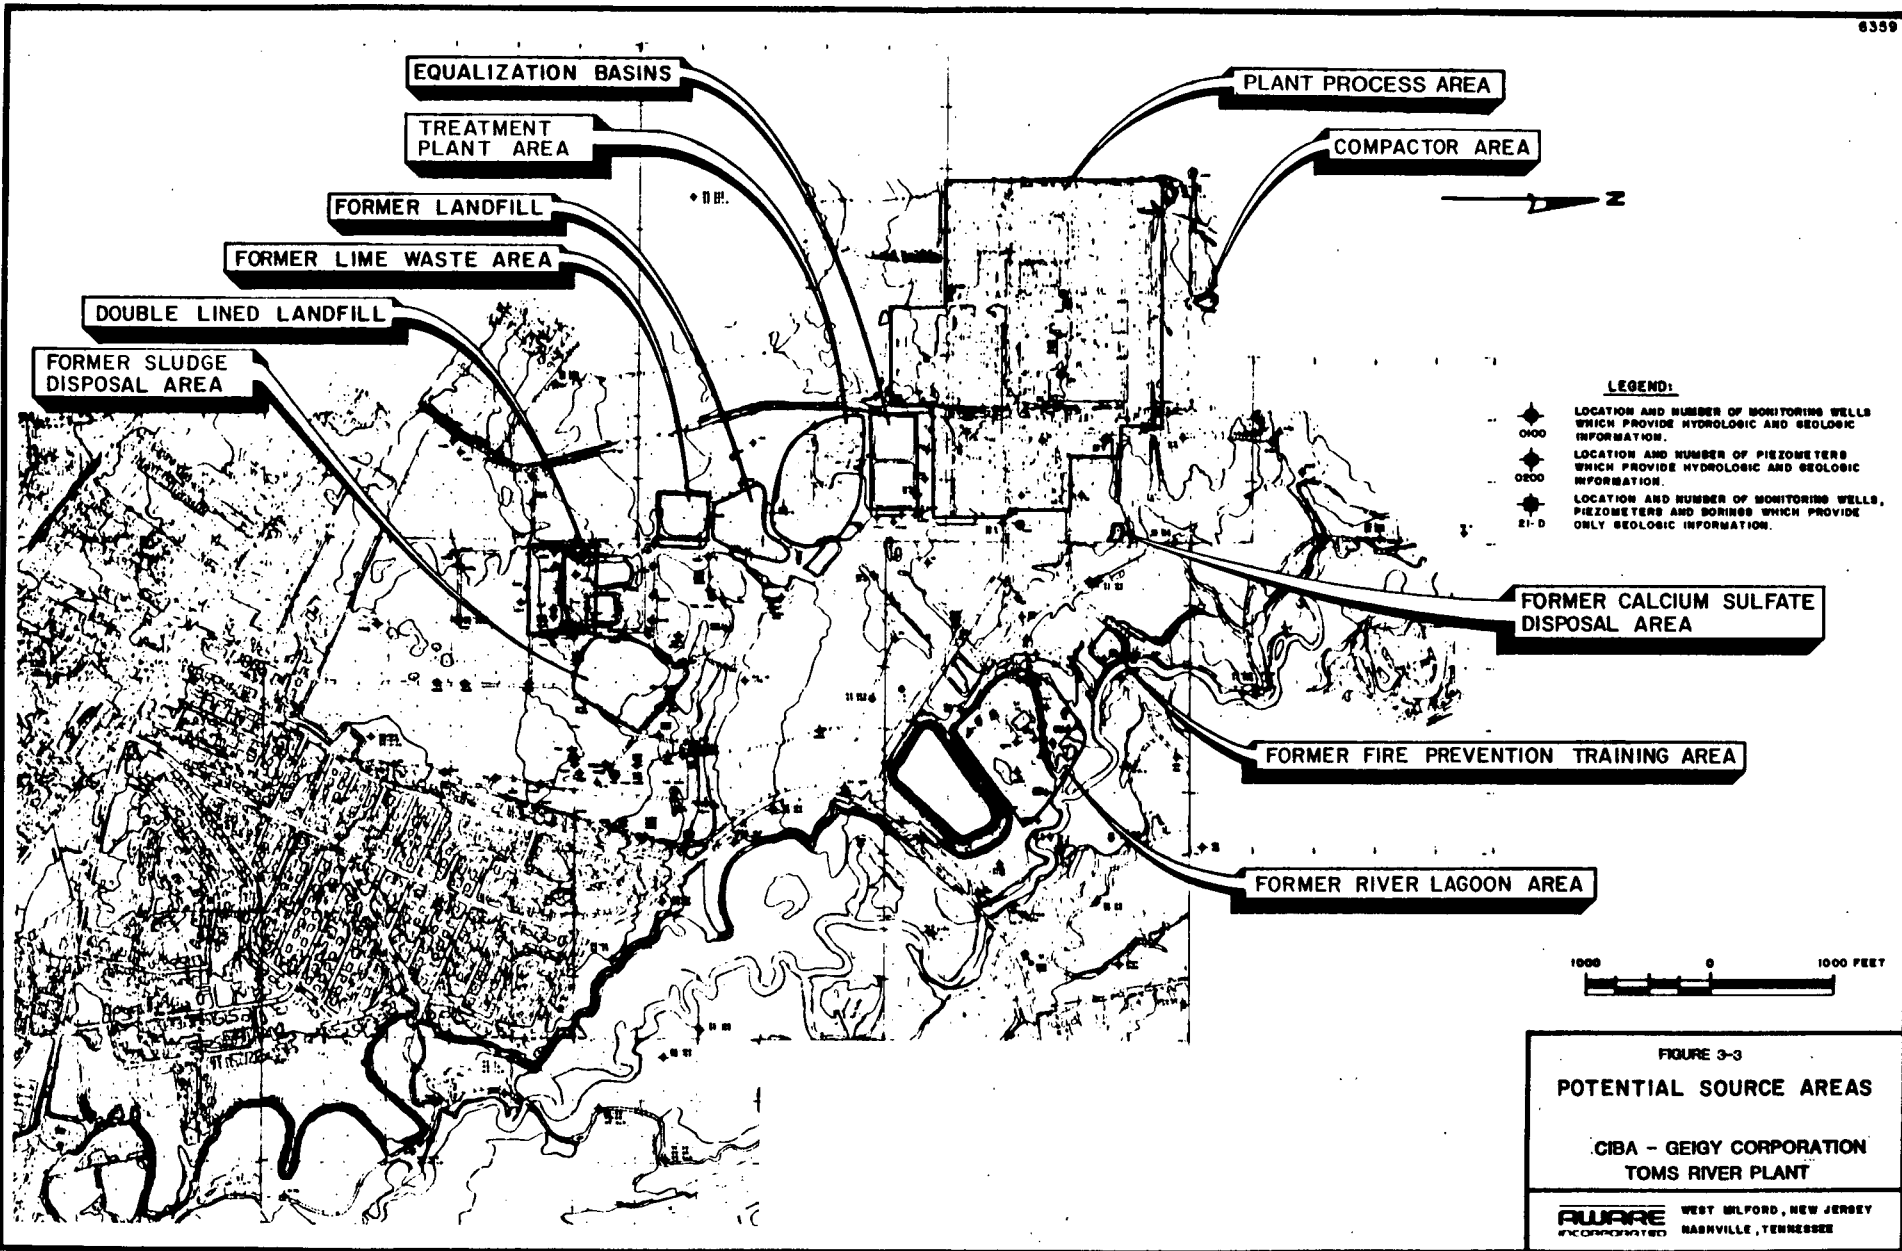 6359
EQUALIZATION BASINS
PLANT PROCESS AREA
TREATMENT
PLANT AREA
COMPACTOR AREA
FORMER LANDFILL
N
FORMER LIME WASTE AREA
DOUBLE LINED LANDFILL
FORMER SLUDGE
DISPOSAL AREA
LEGEND:
0100
LOCATION AND NUMBER OF MONITORING WELLS
WHICH PROVIDE HYDROLOGIC AND GEOLOGIC
INFORMATION.
0200
LOCATION AND NUMBER OF PIEZOMETERS
WHICH PROVIDE HYDROLOGIC AND GEOLOGIC
INFORMATION.
21-D
LOCATION AND NUMBER OF MONITORING WELLS,
PIEZOMETERS AND BORINGS WHICH PROVIDE
ONLY GEOLOGIC INFORMATION.
FORMER CALCIUM SULFATE
DISPOSAL AREA
FORMER FIRE PREVENTION TRAINING AREA
FORMER RIVER LAGOON AREA
1000 0 1000 FEET
FIGURE 3-3
POTENTIAL SOURCE AREAS
CIBA - GEIGY CORPORATION
TOMS RIVER PLANT
AWARE
INCORPORATED
WEST MILFORD, NEW JERSEY
NASHVILLE, TENNESSEE